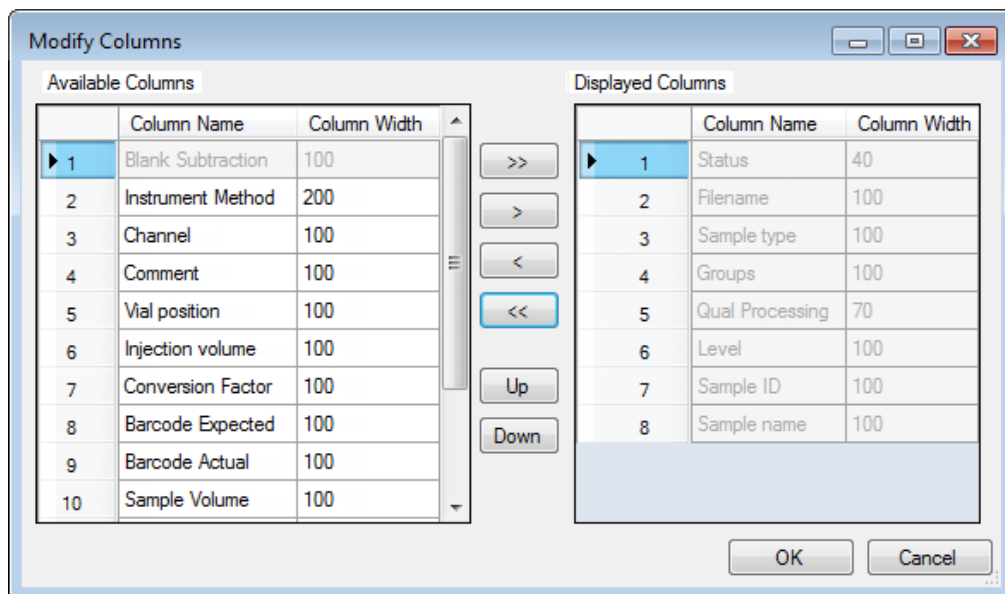 Modify Columns
Available Columns
Displayed Columns
Column Name Column Width
1 Blank Subtraction 100
2 Instrument Method 200
3 Channel 100
4 Comment 100
5 Vial position 100
6 Injection volume 100
7 Conversion Factor 100
8 Barcode Expected 100
9 Barcode Actual 100
10 Sample Volume 100
>>
>
<
<<
Up
Down
Column Name Column Width
1 Status 40
2 Filename 100
3 Sample type 100
4 Groups 100
5 Qual Processing 70
6 Level 100
7 Sample ID 100
8 Sample name 100
OK Cancel